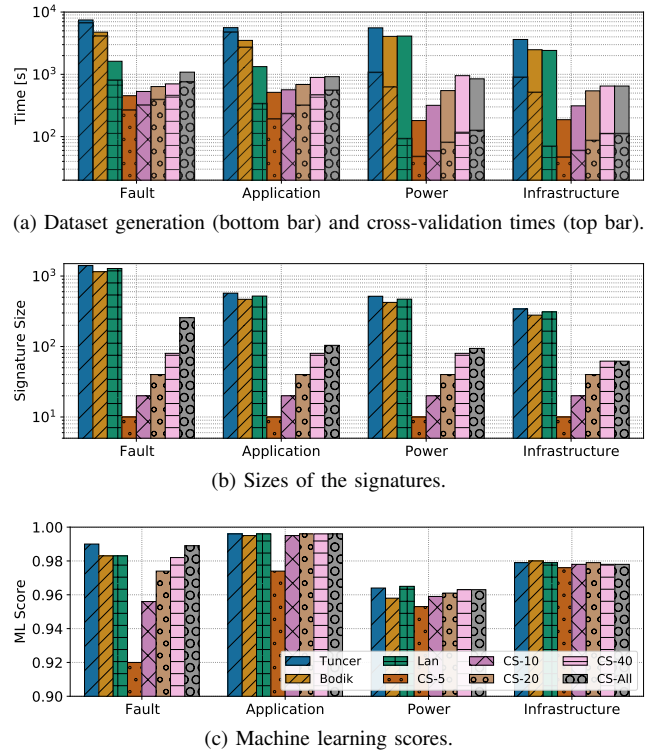 10^4
10^3
10^2
Time [s]
Fault Application Power Infrastructure
(a) Dataset generation (bottom bar) and cross-validation times (top bar).
10^3
10^2
10^1
Signature Size
Fault Application Power Infrastructure
(b) Sizes of the signatures.
1.00
0.98
0.96
0.94
0.92
0.90
ML Score
Tuncer Lan CS-10 CS-40
Bodik CS-5 CS-20 CS-All
Fault Application Power Infrastructure
(c) Machine learning scores.